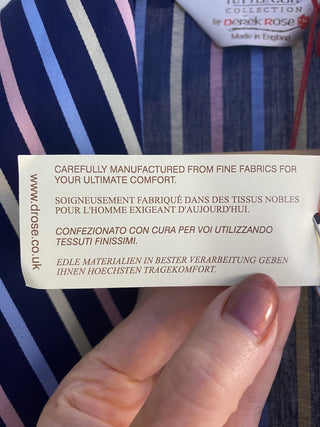 COLLECTION
by DEREK ROSE
Made in England
CAREFULLY MANUFACTURED FROM FINE FABRICS FOR
YOUR ULTIMATE COMFORT.
SOIGNEUSEMENT FABRIQUÉ DANS DES TISSUS NOBLES
POUR L'HOMME EXIGEANT D'AUJOURD'HUI.
CONFEZIONATO CON CURA PER VOI UTILIZZANDO
TESSUTI FINISSIMI.
EDLE MATERIALIEN IN BESTER VERARBEITUNG GEBEN
IHNEN HOECHSTEN TRAGEKOMFORT.
www.drose.co.uk